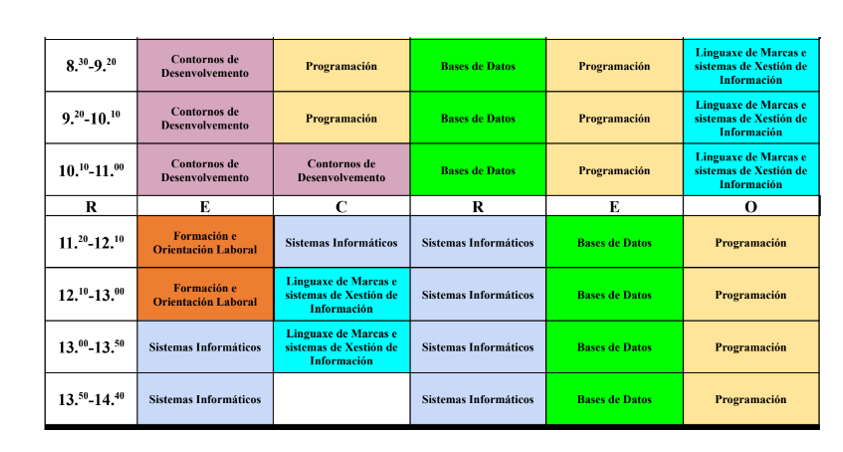 8.30-9.20 Contornos de Desenvolvemento Programación Bases de Datos Programación Linguaxe de Marcas e sistemas de Xestión de Información
9.20-10.10 Contornos de Desenvolvemento Programación Bases de Datos Programación Linguaxe de Marcas e sistemas de Xestión de Información
10.10-11.00 Contornos de Desenvolvemento Contornos de Desenvolvemento Bases de Datos Programación Linguaxe de Marcas e sistemas de Xestión de Información
R E C R E O
11.20-12.10 Formación e Orientación Laboral Sistemas Informáticos Sistemas Informáticos Bases de Datos Programación
12.10-13.00 Formación e Orientación Laboral Linguaxe de Marcas e sistemas de Xestión de Información Sistemas Informáticos Bases de Datos Programación
13.00-13.50 Sistemas Informáticos Linguaxe de Marcas e sistemas de Xestión de Información Sistemas Informáticos Bases de Datos Programación
13.50-14.40 Sistemas Informáticos Sistemas Informáticos Bases de Datos Programación